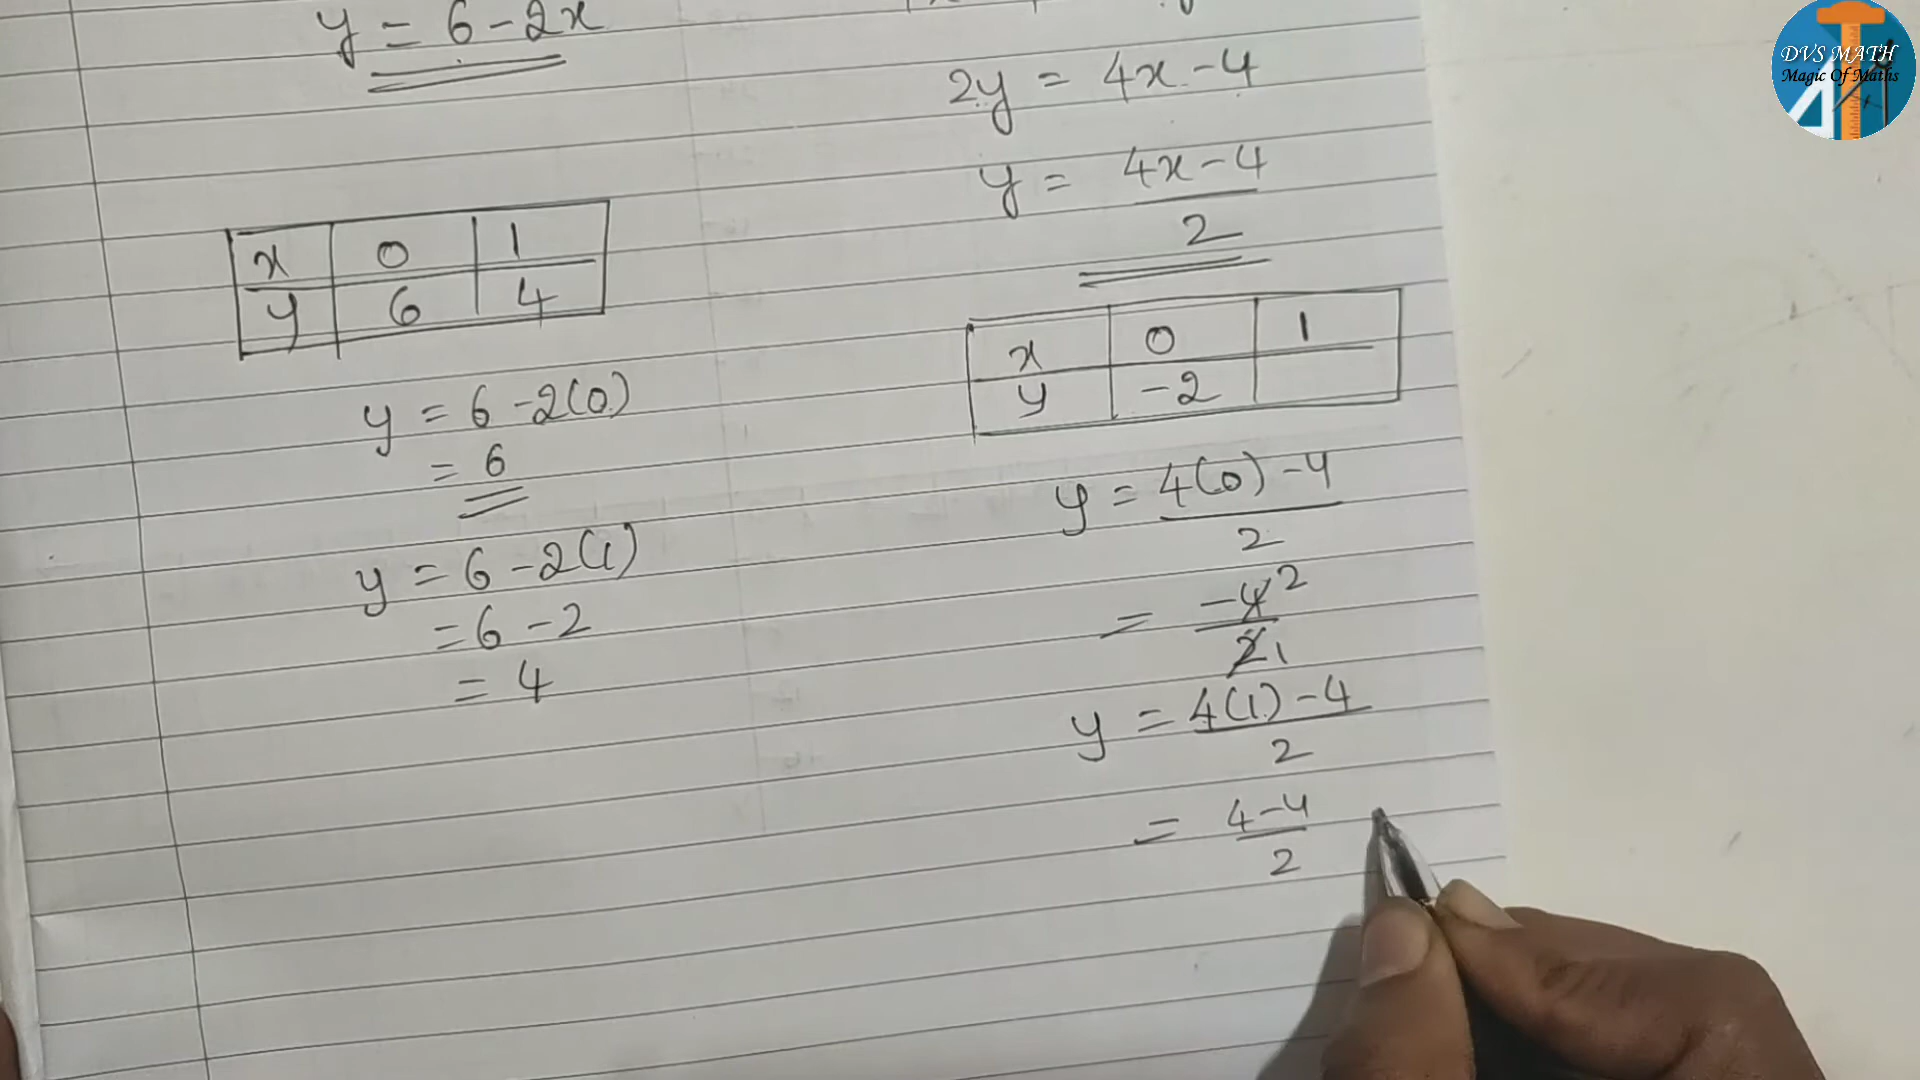 y = 6 - 2x
x 0 1
y 6 4
y = 6 - 2(0)
= 6
y = 6 - 2(1)
= 6 - 2
= 4
2y = 4x - 4
y = 4x - 4
2
x 0 1
y -2
y = 4(0) - 4
2
= -4 2
2 1
y = 4(1) - 4
2
= 4 - 4
2
DVS MATH
Magic Of Maths